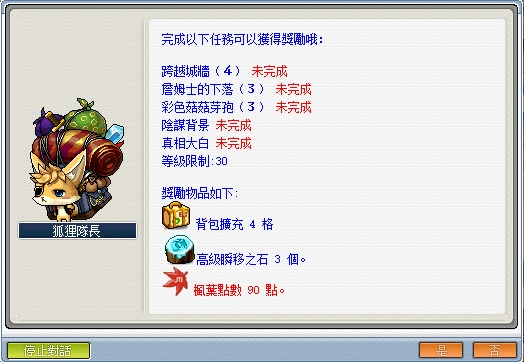 完成以下任務可以獲得獎勵哦:
跨越城牆(4) 未完成
詹姆士的下落(3) 未完成
彩色菇菇芽孢(3) 未完成
陰謀背景 未完成
真相大白 未完成
等級限制:30
獎勵物品如下:
背包擴充 4 格
高級瞬移之石 3 個。
楓葉點數 90 點。
狐狸隊長
停止對話
是
否